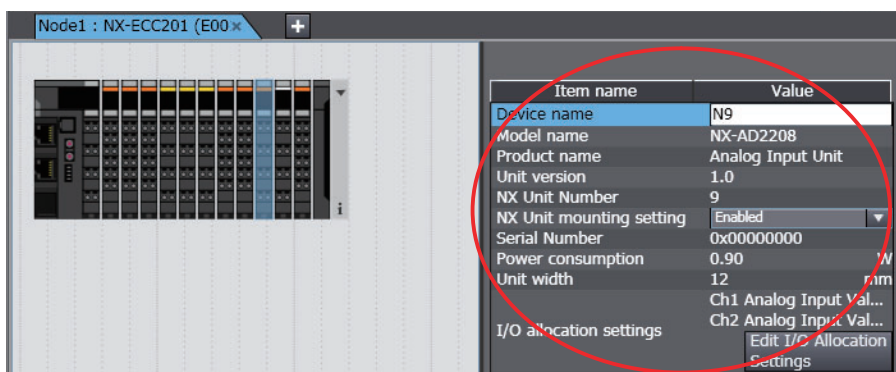 Node1 : NX-ECC201 (E00
Item name Value
Device name N9
Model name NX-AD2208
Product name Analog Input Unit
Unit version 1.0
NX Unit Number 9
NX Unit mounting setting Enabled
Serial Number 0x00000000
Power consumption 0.90 W
Unit width 12 mm
Ch1 Analog Input Val...
Ch2 Analog Input Val...
I/O allocation settings
Edit I/O Allocation
Settings
i